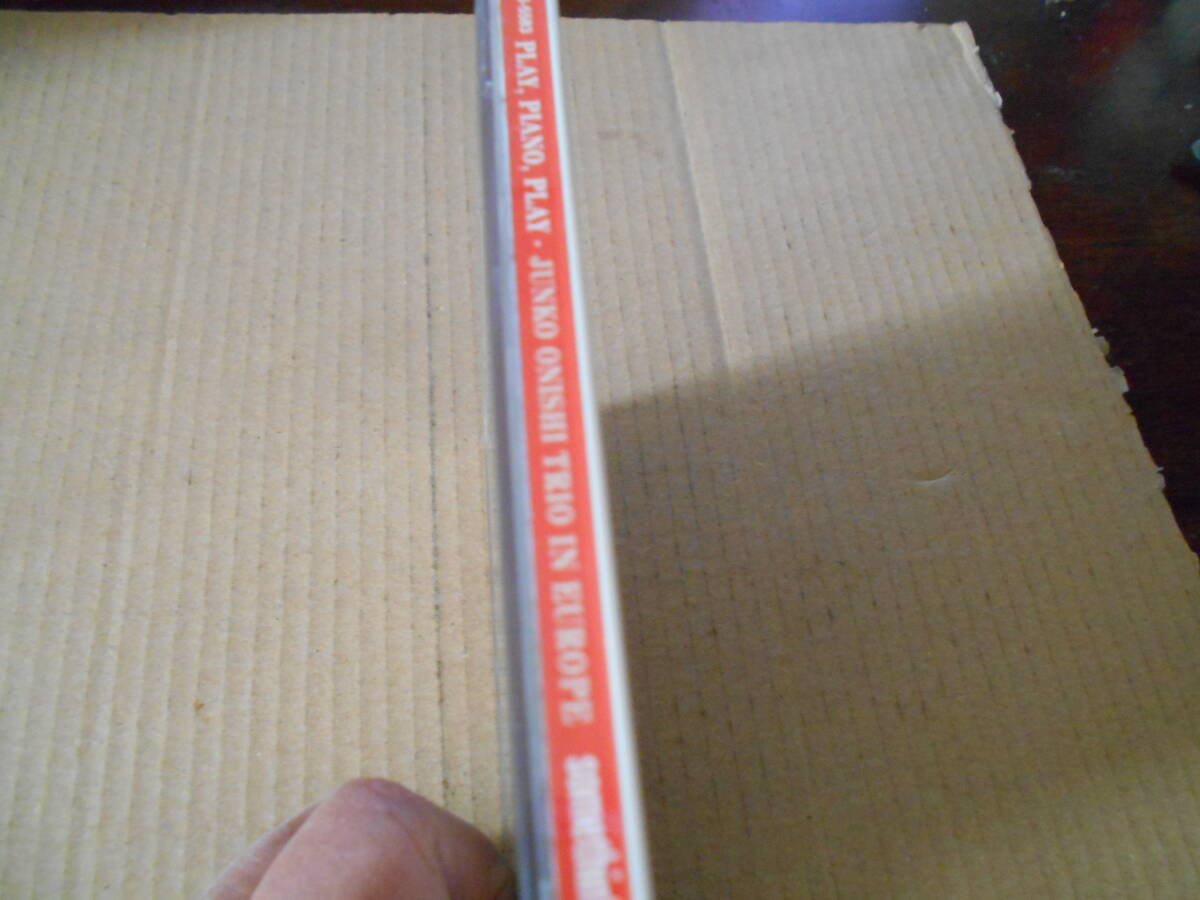 PLAY, PIANO, PLAY · JUNKO ONISHI TRIO IN EUROPE